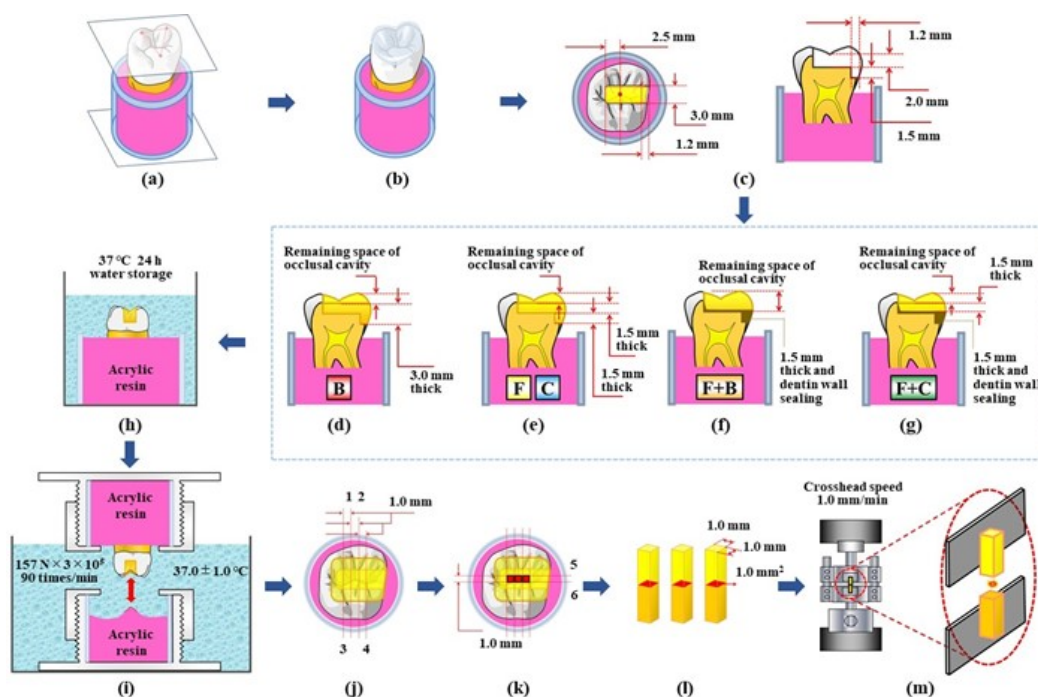 2.5 mm
3.0 mm
1.2 mm
1.2 mm
2.0 mm
1.5 mm
(a)
(b)
(c)
Remaining space of
occlusal cavity
3.0 mm
thick
B
(d)
Remaining space of
occlusal cavity
1.5 mm
thick
1.5 mm
thick
F C
(e)
Remaining space of
occlusal cavity
1.5 mm
thick and
dentin wall
sealing
F+B
(f)
Remaining space of
occlusal cavity
1.5 mm
thick
1.5 mm
thick and
dentin wall
sealing
F+C
(g)
37 °C 24 h
water storage
Acrylic
resin
(h)
Acrylic
resin
157 N × 3 × 10⁵
90 times/min
37.0 ± 1.0 °C
Acrylic
resin
(i)
1 2
1.0 mm
3 4
(j)
5
6
1.0 mm
(k)
1.0 mm
1.0 mm
1.0 mm²
(l)
Crosshead speed
1.0 mm/min
(m)